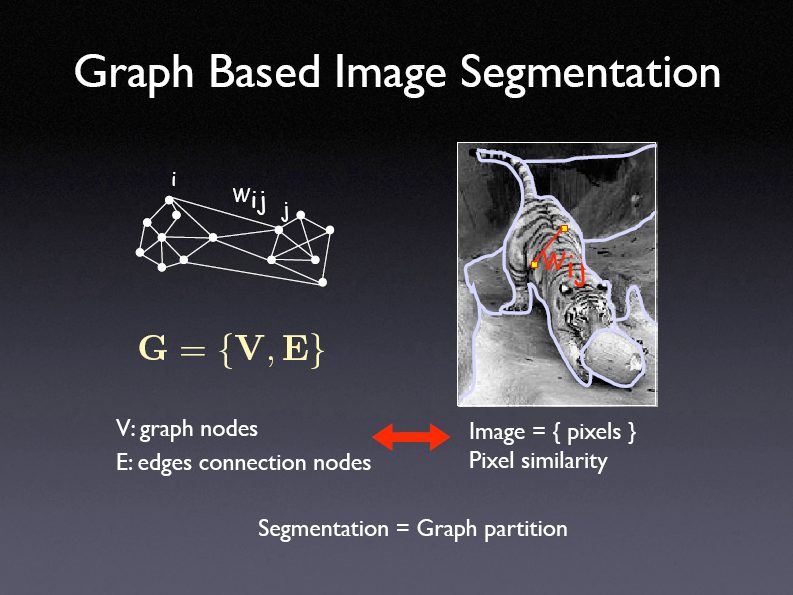 Graph Based Image Segmentation
i
wij
j
wij
G = {V, E}
V: graph nodes
E: edges connection nodes
Image = { pixels }
Pixel similarity
Segmentation = Graph partition